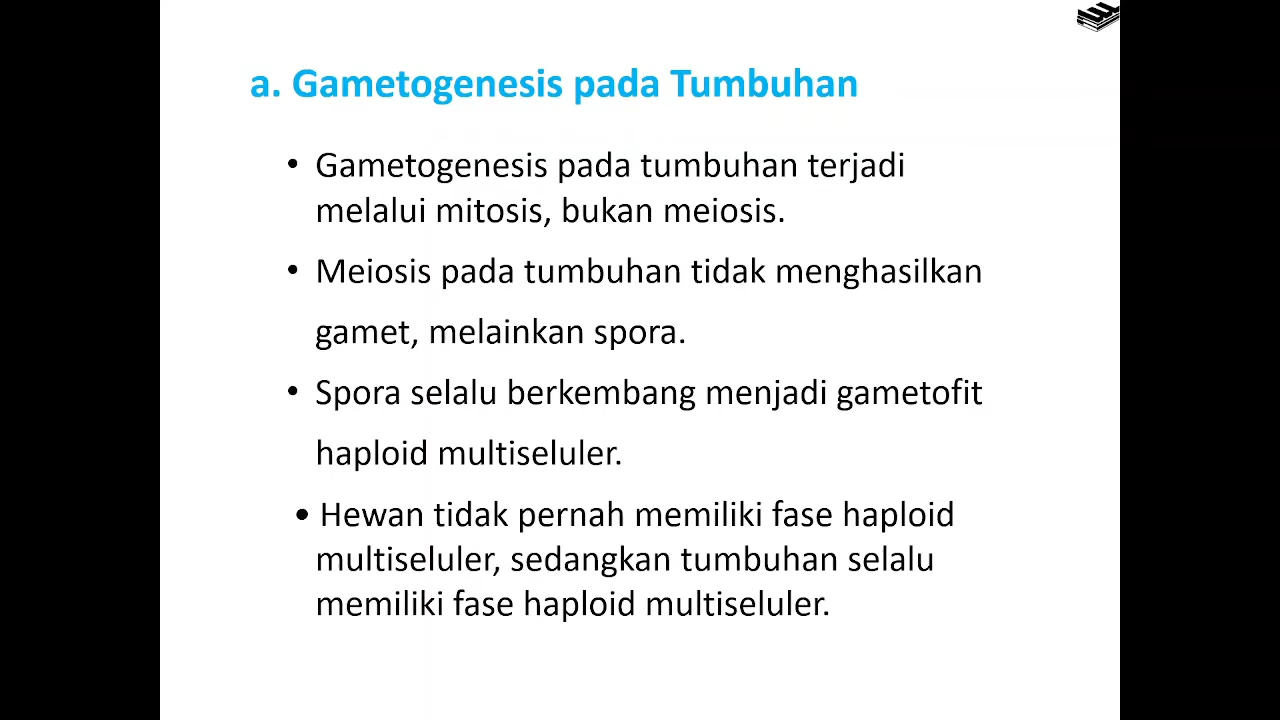 a. Gametogenesis pada Tumbuhan
• Gametogenesis pada tumbuhan terjadi
melalui mitosis, bukan meiosis.
• Meiosis pada tumbuhan tidak menghasilkan
gamet, melainkan spora.
• Spora selalu berkembang menjadi gametofit
haploid multiseluler.
• Hewan tidak pernah memiliki fase haploid
multiseluler, sedangkan tumbuhan selalu
memiliki fase haploid multiseluler.